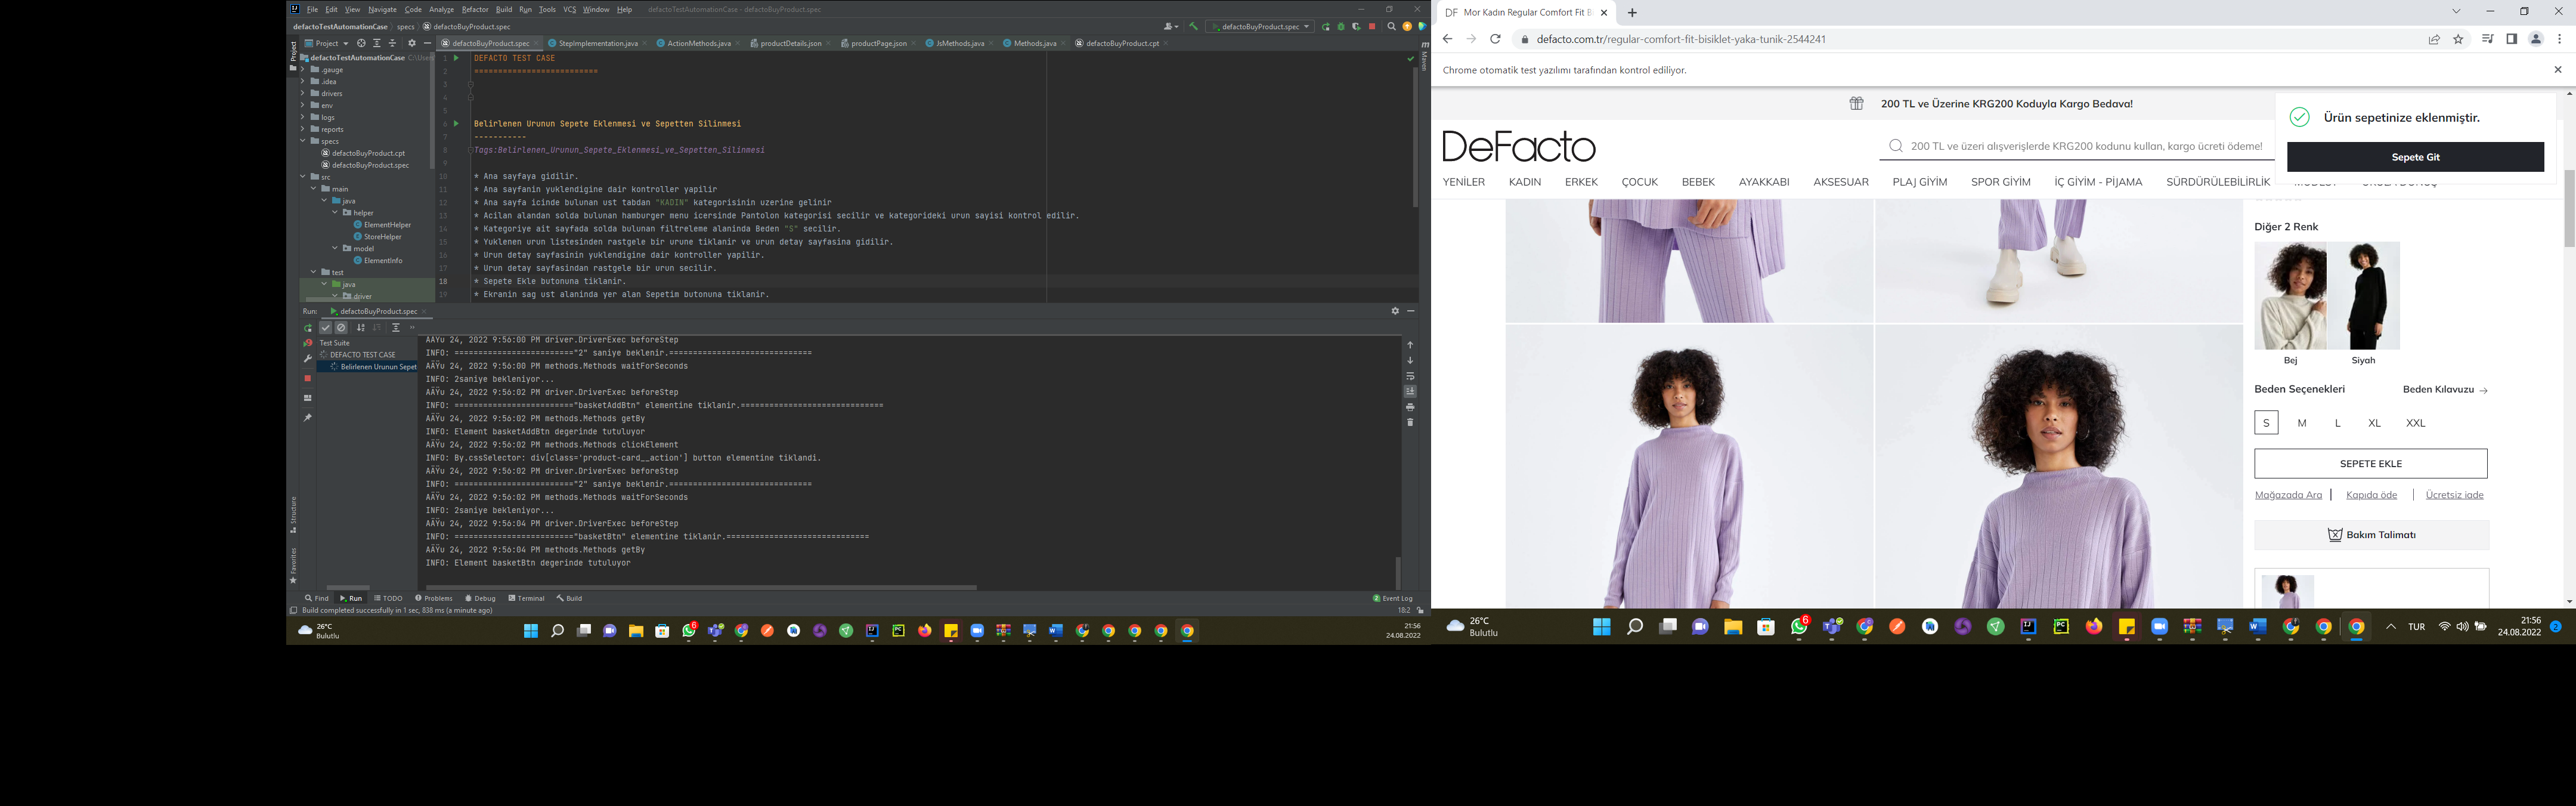 File Edit View Navigate Code Analyze Refactor Build Run Tools VCS Window Help defactoTestAutomationCase - defactoBuyProduct.spec
defactoTestAutomationCase specs defactoBuyProduct.spec
defactoBuyProduct.spec
Project
defactoBuyProduct.spec StepImplementation.java ActionMethods.java productDetails.json productPage.json JsMethods.java Methods.java defactoBuyProduct.cpt
Project
Maven
defactoTestAutomationCase C:\Users
.gauge
.idea
drivers
env
logs
reports
specs
defactoBuyProduct.cpt
defactoBuyProduct.spec
src
main
java
helper
ElementHelper
StoreHelper
model
ElementInfo
test
java
driver
1 DEFACTO TEST CASE
2 ==========================
3
4
5
6 Belirlenen Urunun Sepete Eklenmesi ve Sepetten Silinmesi
7 -----------
8 Tags:Belirlenen_Urunun_Sepete_Eklenmesi_ve_Sepetten_Silinmesi
9
10 * Ana sayfaya gidilir.
11 * Ana sayfanin yuklendigine dair kontroller yapilir
12 * Ana sayfa icinde bulunan ust tabdan "KADIN" kategorisinin uzerine gelinir
13 * Acilan alandan solda bulunan hamburger menu icersinde Pantolon kategorisi secilir ve kategorideki urun sayisi kontrol edilir.
14 * Kategoriye ait sayfada solda bulunan filtreleme alaninda Beden "S" secilir.
15 * Yuklenen urun listesinden rastgele bir urune tiklanir ve urun detay sayfasina gidilir.
16 * Urun detay sayfasinin yuklendigine dair kontroller yapilir.
17 * Urun detay sayfasindan rastgele bir urun secilir.
18 * Sepete Ekle butonuna tiklanir.
19 * Ekranin sag ust alaninda yer alan Sepetim butonuna tiklanir.
Run: defactoBuyProduct.spec
Test Suite
DEFACTO TEST CASE
Belirlenen Urunun Sepet
AÄŸu 24, 2022 9:56:00 PM driver.DriverExec beforeStep
INFO: ========================="2" saniye beklenir.==============================
AÄŸu 24, 2022 9:56:00 PM methods.Methods waitForSeconds
INFO: 2saniye bekleniyor...
AÄŸu 24, 2022 9:56:02 PM driver.DriverExec beforeStep
INFO: ========================="basketAddBtn" elementine tiklanir.==============================
AÄŸu 24, 2022 9:56:02 PM methods.Methods getBy
INFO: Element basketAddBtn degerinde tutuluyor
AÄŸu 24, 2022 9:56:02 PM methods.Methods clickElement
INFO: By.cssSelector: div[class='product-card__action'] button elementine tiklandi.
AÄŸu 24, 2022 9:56:02 PM driver.DriverExec beforeStep
INFO: ========================="2" saniye beklenir.==============================
AÄŸu 24, 2022 9:56:02 PM methods.Methods waitForSeconds
INFO: 2saniye bekleniyor...
AÄŸu 24, 2022 9:56:04 PM driver.DriverExec beforeStep
INFO: ========================="basketBtn" elementine tiklanir.==============================
AÄŸu 24, 2022 9:56:04 PM methods.Methods getBy
INFO: Element basketBtn degerinde tutuluyor
Structure
Favorites
Find Run TODO Problems Debug Terminal Build
2 Event Log
Build completed successfully in 1 sec, 838 ms (a minute ago)
18:2
26°C
Bulutlu
6
21:56
24.08.2022
DF Mor Kadın Regular Comfort Fit B
defacto.com.tr/regular-comfort-fit-bisiklet-yaka-tunik-2544241
Chrome otomatik test yazılımı tarafından kontrol ediliyor.
200 TL ve Üzerine KRG200 Koduyla Kargo Bedava!
Ürün sepetinize eklenmiştir.
Sepete Git
DeFacto
200 TL ve üzeri alışverişlerde KRG200 kodunu kullan, kargo ücreti ödeme!
YENİLER KADIN ERKEK ÇOCUK BEBEK AYAKKABI AKSESUAR PLAJ GİYİM SPOR GİYİM İÇ GİYİM - PİJAMA SÜRDÜRÜLEBİLİRLİK
Diğer 2 Renk
Bej Siyah
Beden Seçenekleri Beden Kılavuzu
S M L XL XXL
SEPETE EKLE
Mağazada Ara Kapıda öde Ücretsiz iade
Bakım Talimatı
26°C
Bulutlu
6
TUR
21:56
24.08.2022
2